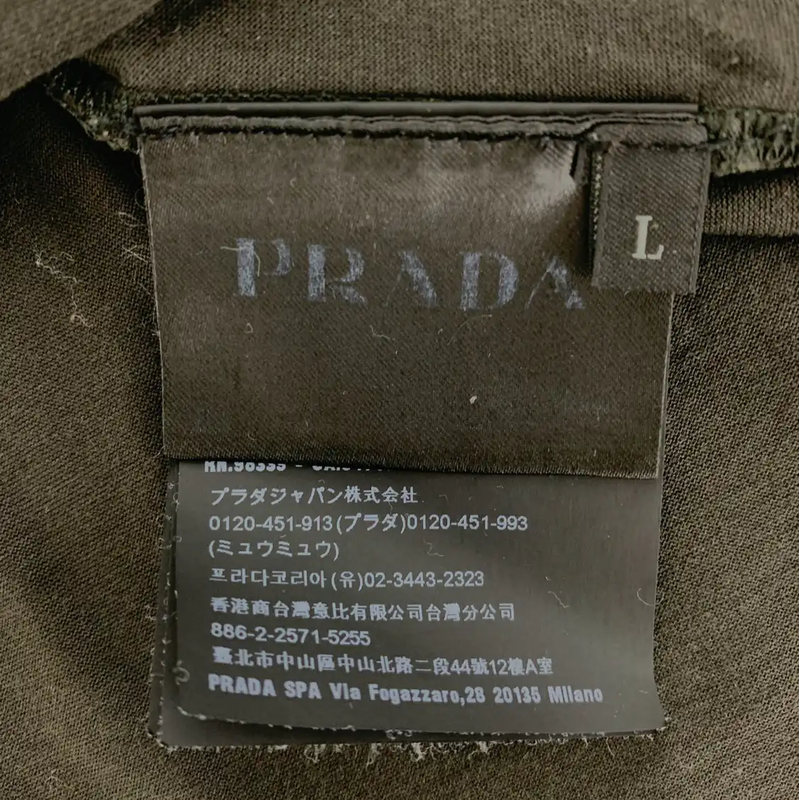 PRADA
L
RN.98339 -
プラダジャパン株式会社
0120-451-913(プラダ)0120-451-993
(ミュウミュウ)
프라다코리아(유)02-3443-2323
香港商台灣意比有限公司台灣分公司
886-2-2571-5255
臺北市中山區中山北路二段44號12樓A室
PRADA SPA Via Fogazzaro,28 20135 Milano